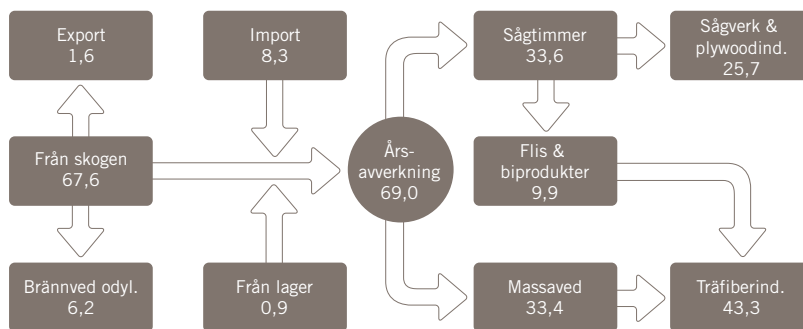 Export
1,6
Import
8,3
Sågtimmer
33,6
Sågverk &
plywoodind.
25,7
Från skogen
67,6
Års-
avverkning
69,0
Flis &
biprodukter
9,9
Brännved odyl.
6,2
Från lager
0,9
Massaved
33,4
Träfiberind.
43,3